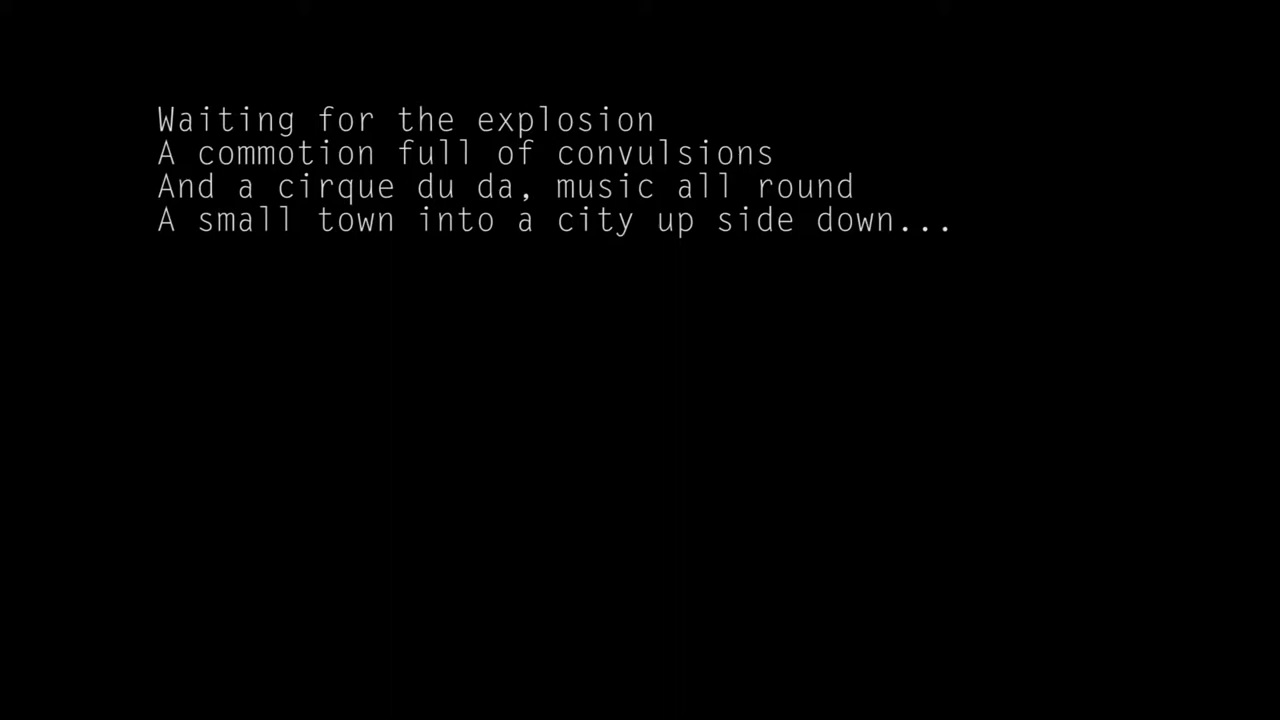 Waiting for the explosion
A commotion full of convulsions
And a cirque du da, music all round
A small town into a city up side down...